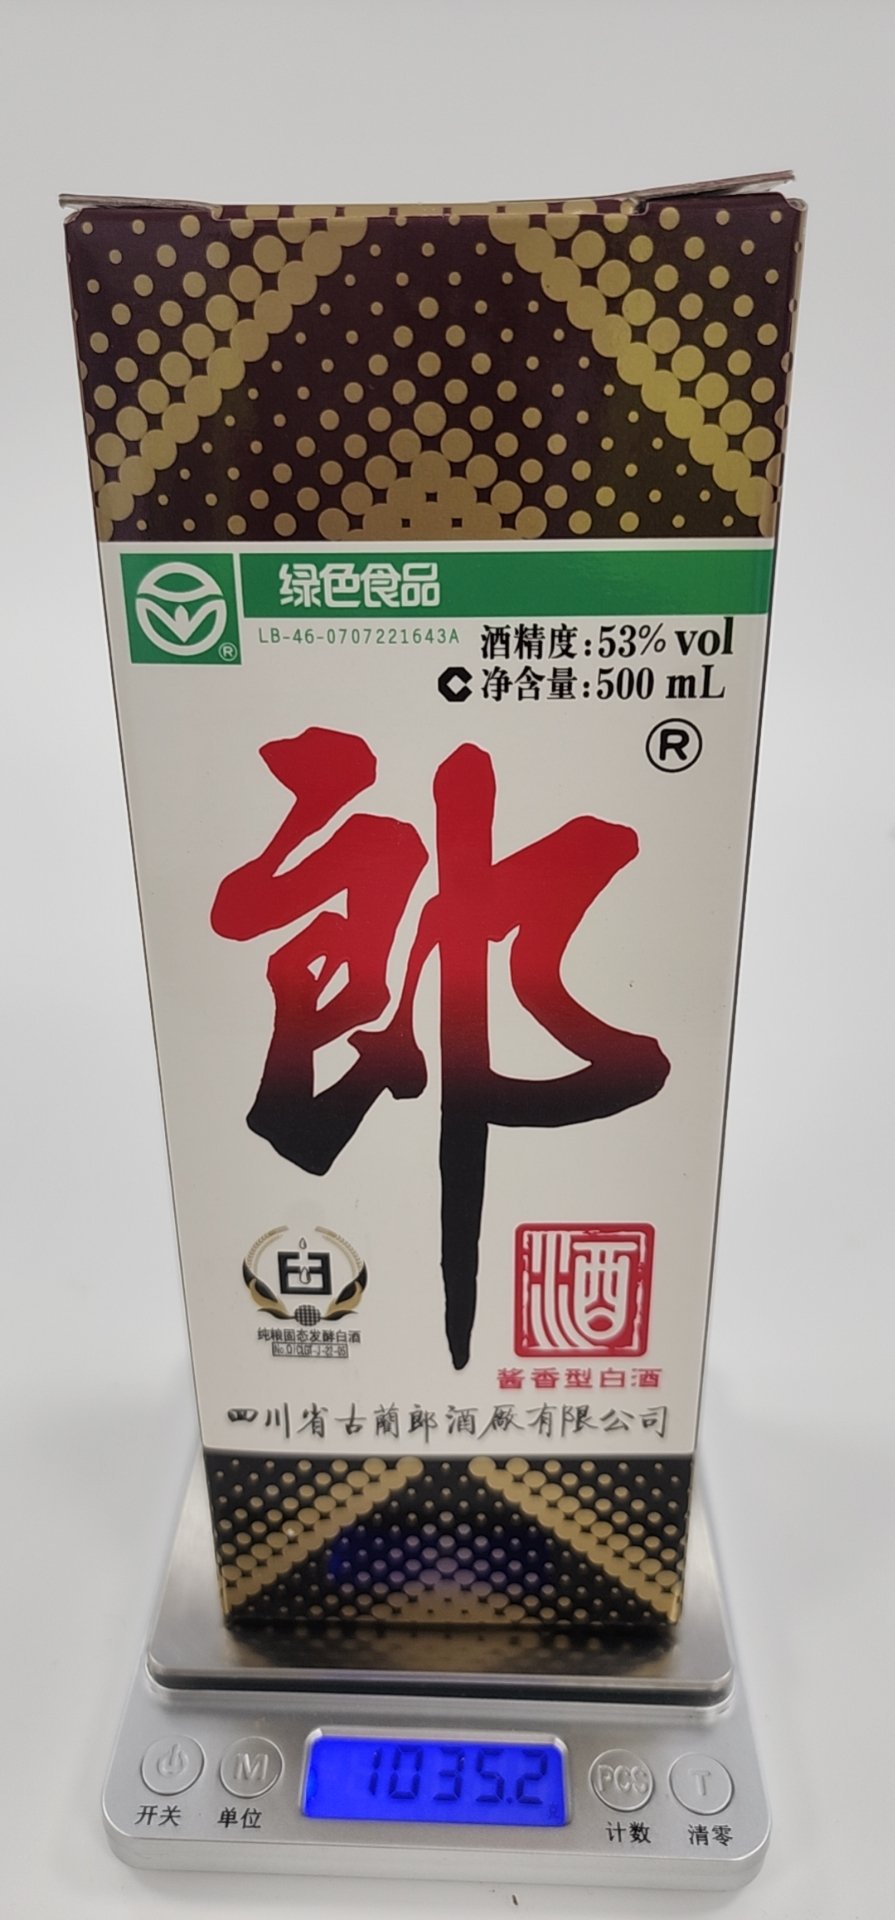 绿色食品
®
LB-46-0707221643A
酒精度:53% vol
净含量:500 mL
®
郎
酒
纯粮固态发酵白酒
酱香型白酒
四川省古蔺郎酒厰有限公司
1035.2
M
PCS
T
开关
单位
计数
清零